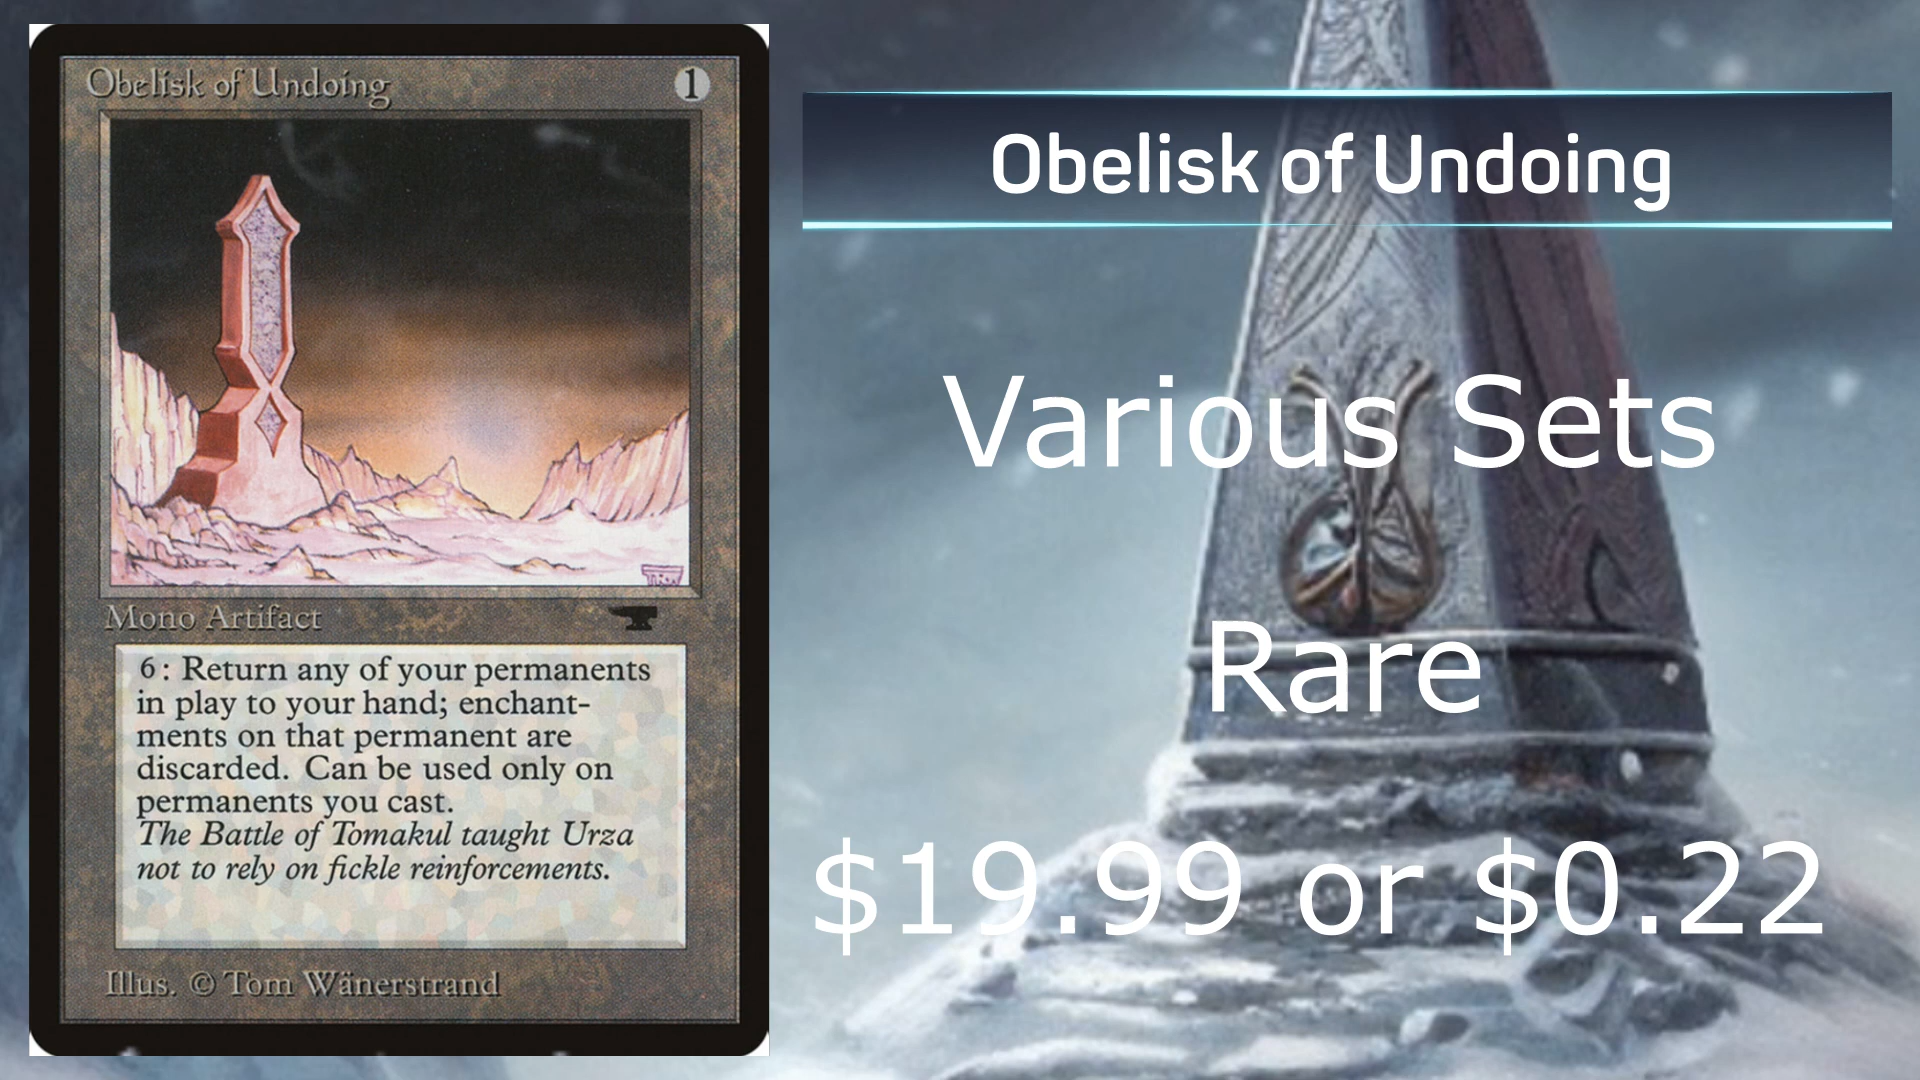 Obelisk of Undoing
1
Mono Artifact
6: Return any of your permanents
in play to your hand; enchant-
ments on that permanent are
discarded. Can be used only on
permanents you cast.
The Battle of Tomakul taught Urza
not to rely on fickle reinforcements.
Illus. © Tom Wänerstrand
Obelisk of Undoing
Various Sets
Rare
$19.99 or $0.22